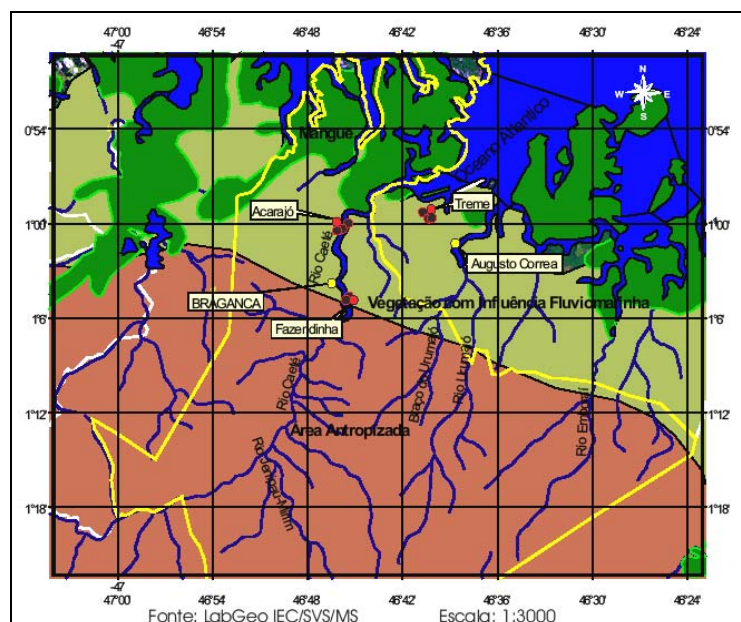 47°00' 46°54' 46°48' 46°42' 46°36' 46°30' 46°24'
-47
N
W E
S
0°54' 0°54'
Mangue
Oceano Atlantico
Treme
Acarajó
1°00' 1°00'
Rio Caeté
Augusto Correa
BRAGANCA
Vegetação com Influência Fluviomarinha
1°6' 1°6'
Fazendinha
Rio Caeté
Braço do Urumajó
Rio Urumajó
1°12' 1°12'
Área Antropizada
1°18' 1°18'
-47
47°00' 46°54' 46°48' 46°42' 46°36' 46°30' 46°24'
Fonte: LabGeo IEC/SVS/MS Escala: 1:3000